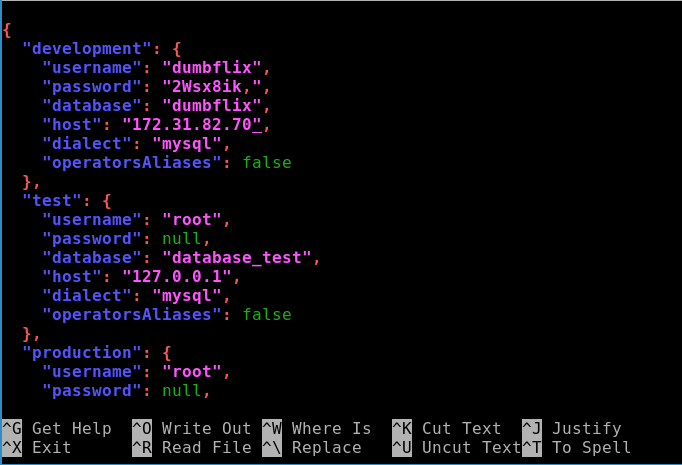 {
  "development": {
    "username": "dumbflix",
    "password": "2Wsx8ik,",
    "database": "dumbflix",
    "host": "172.31.82.70",
    "dialect": "mysql",
    "operatorsAliases": false
  },
  "test": {
    "username": "root",
    "password": null,
    "database": "database_test",
    "host": "127.0.0.1",
    "dialect": "mysql",
    "operatorsAliases": false
  },
  "production": {
    "username": "root",
    "password": null,
^G Get Help ^O Write Out ^W Where Is ^K Cut Text ^J Justify
^X Exit ^R Read File ^\ Replace ^U Uncut Text ^T To Spell